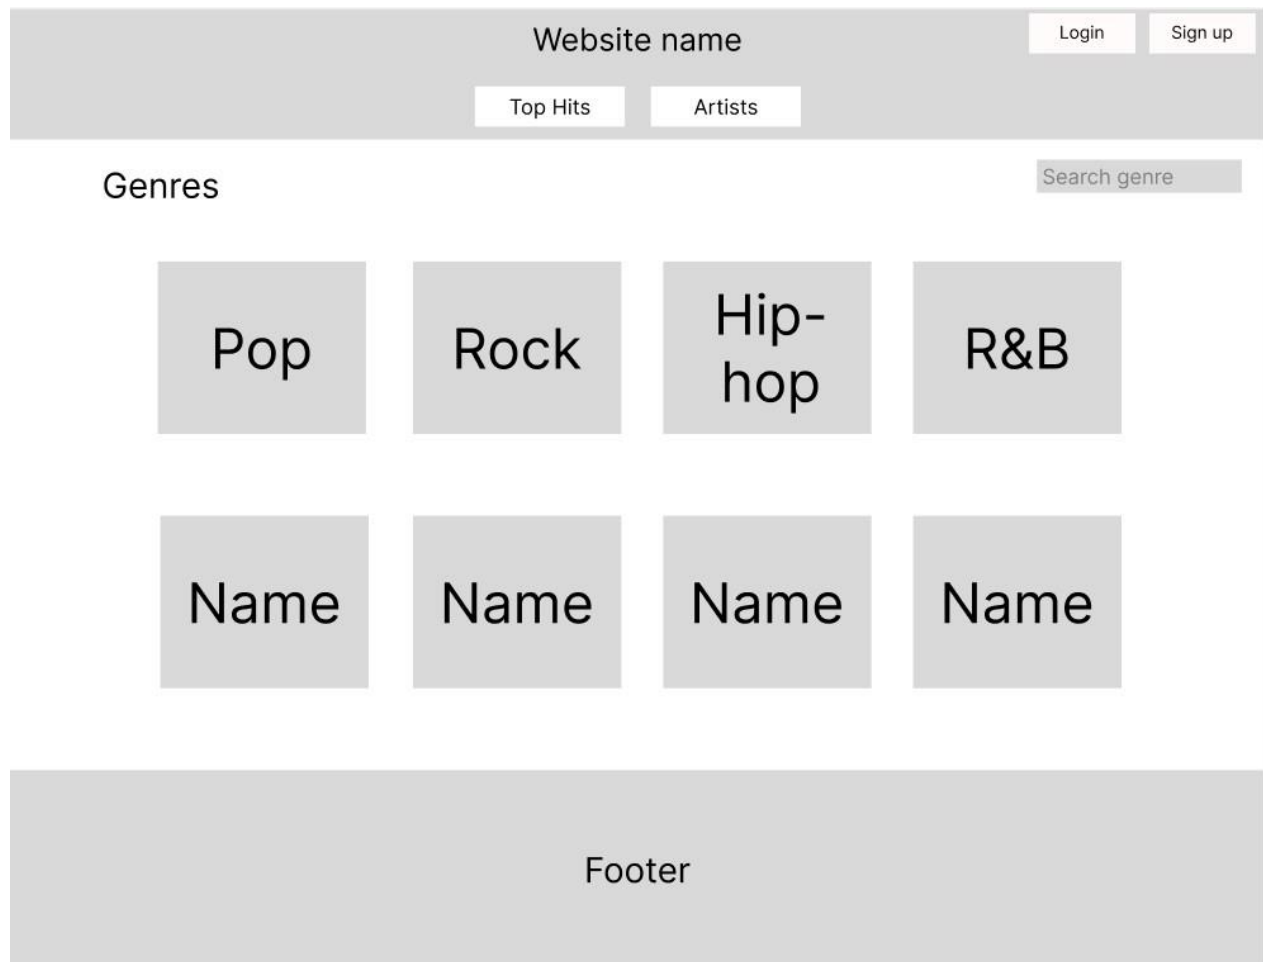 Website name
Login
Sign up
Top Hits
Artists
Genres
Search genre
Pop
Rock
Hip-
hop
R&B
Name
Name
Name
Name
Footer